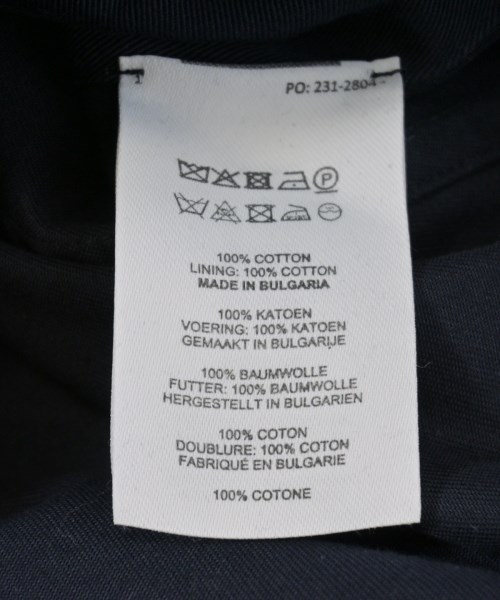 PO: 231-2804
P
100% COTTON
LINING: 100% COTTON
MADE IN BULGARIA
100% KATOEN
VOERING: 100% KATOEN
GEMAAKT IN BULGARIJE
100% BAUMWOLLE
FUTTER: 100% BAUMWOLLE
HERGESTELLT IN BULGARIEN
100% COTON
DOUBLURE: 100% COTON
FABRIQUÉ EN BULGARIE
100% COTONE